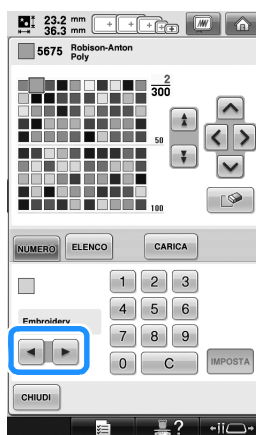 23.2 mm
36.3 mm
5675 Robison-Anton
Poly
2
300
50
100
NUMERO ELENCO CARICA
1 2 3
4 5 6
Embroidery
7 8 9
0 C IMPOSTA
CHIUDI
?